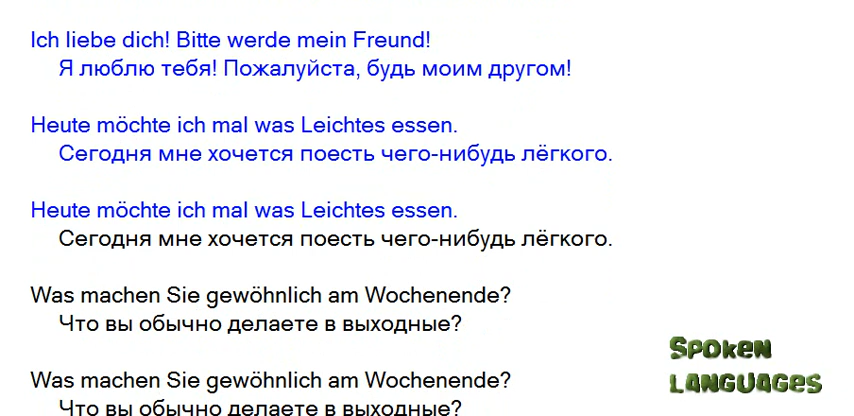 Ich liebe dich! Bitte werde mein Freund!
Я люблю тебя! Пожалуйста, будь моим другом!
Heute möchte ich mal was Leichtes essen.
Сегодня мне хочется поесть чего-нибудь лёгкого.
Heute möchte ich mal was Leichtes essen.
Сегодня мне хочется поесть чего-нибудь лёгкого.
Was machen Sie gewöhnlich am Wochenende?
Что вы обычно делаете в выходные?
Was machen Sie gewöhnlich am Wochenende?
Что вы обычно делаете в выходные?
Spoken
Languages